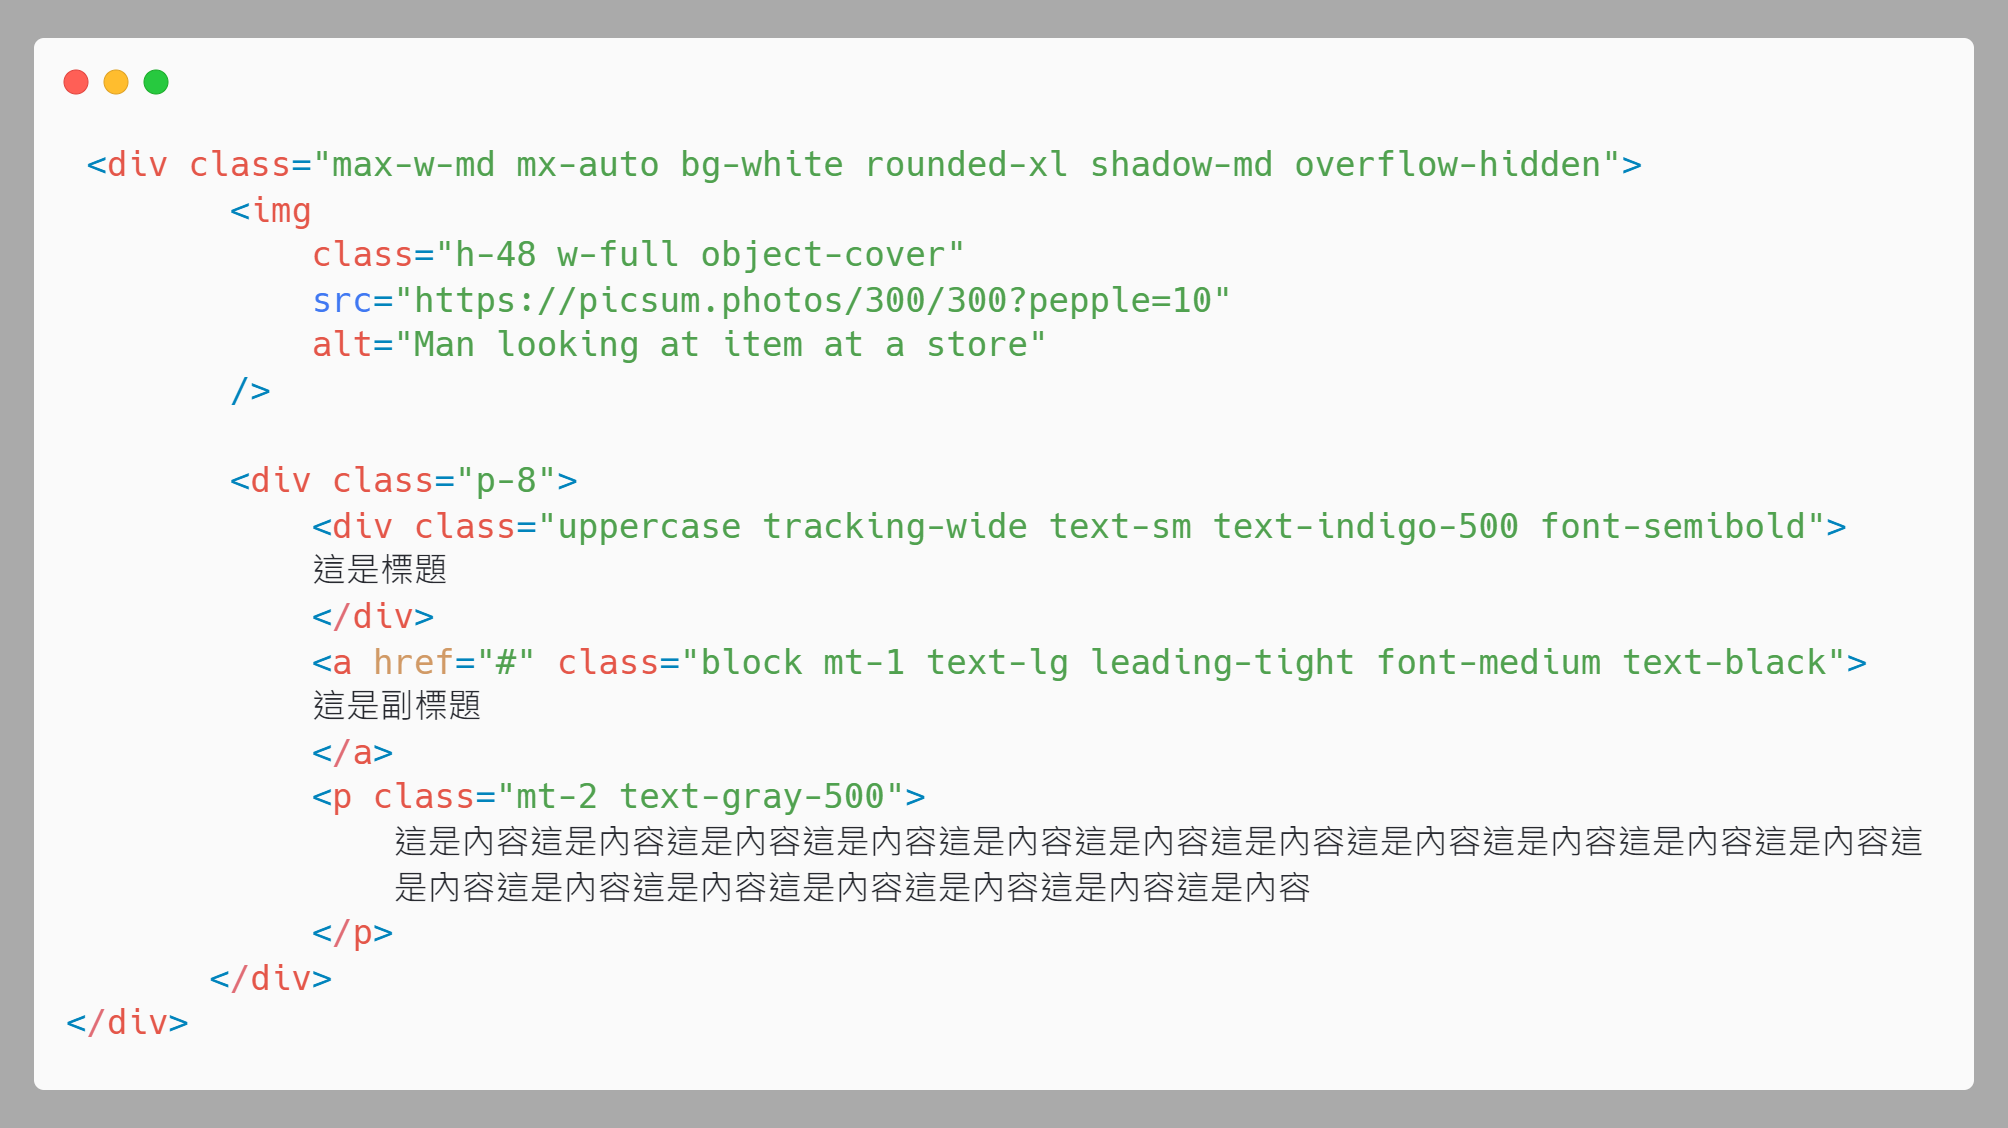 <div class="max-w-md mx-auto bg-white rounded-xl shadow-md overflow-hidden">
<img
class="h-48 w-full object-cover"
src="https://picsum.photos/300/300?pepple=10"
alt="Man looking at item at a store"
/>
<div class="p-8">
<div class="uppercase tracking-wide text-sm text-indigo-500 font-semibold">
這是標題
</div>
<a href="#" class="block mt-1 text-lg leading-tight font-medium text-black">
這是副標題
</a>
<p class="mt-2 text-gray-500">
這是內容這是內容這是內容這是內容這是內容這是內容這是內容這是內容這是內容這是內容這是內容這
是內容這是內容這是內容這是內容這是內容這是內容這是內容
</p>
</div>
</div>